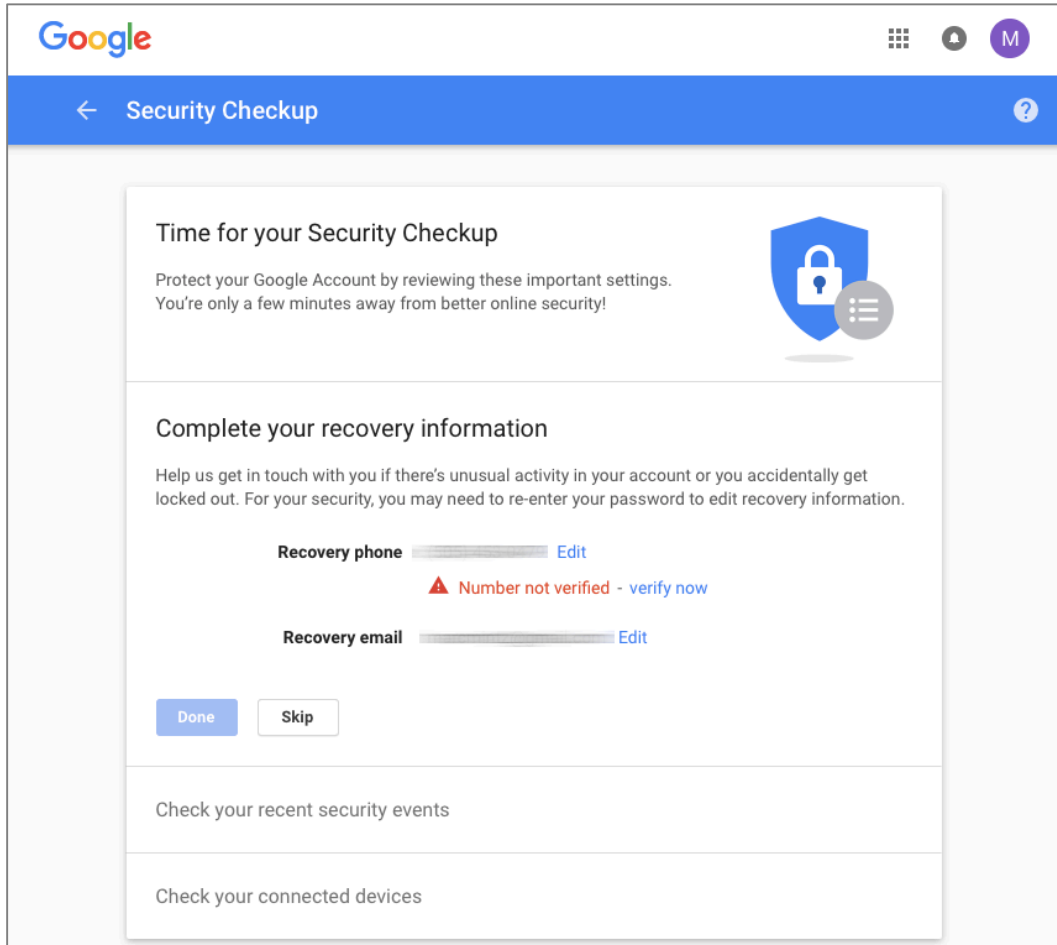 Google
M
Security Checkup
?
Time for your Security Checkup
Protect your Google Account by reviewing these important settings.
You're only a few minutes away from better online security!
Complete your recovery information
Help us get in touch with you if there's unusual activity in your account or you accidentally get
locked out. For your security, you may need to re-enter your password to edit recovery information.
Recovery phone Edit
Number not verified - verify now
Recovery email Edit
Done Skip
Check your recent security events
Check your connected devices